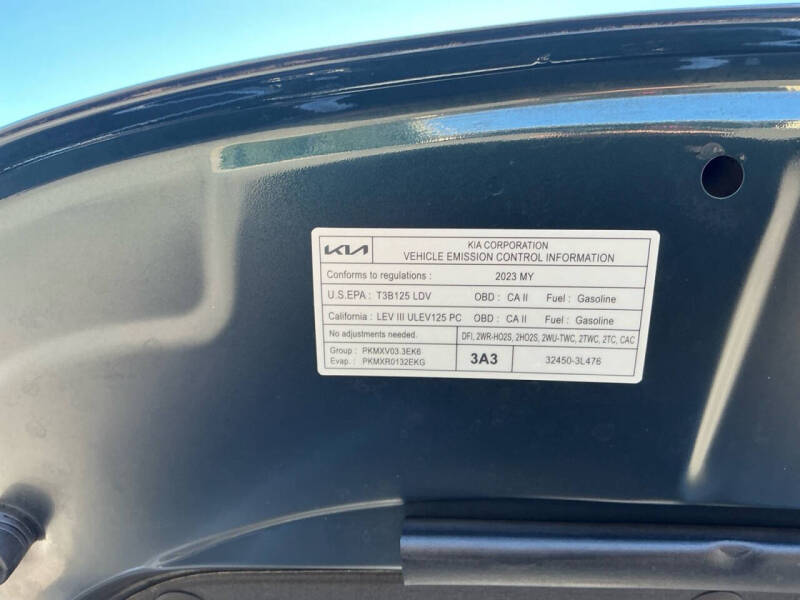 KIA
KIA CORPORATION
VEHICLE EMISSION CONTROL INFORMATION
Conforms to regulations : 2023 MY
U.S.EPA : T3B125 LDV OBD : CA II Fuel : Gasoline
California : LEV III ULEV125 PC OBD : CA II Fuel : Gasoline
No adjustments needed. DFI, 2WR-HO2S, 2HO2S, 2WU-TWC, 2TWC, 2TC, CAC
Group : PKMXV03.3EK6
Evap. : PKMXR0132EKG
3A3
32450-3L476